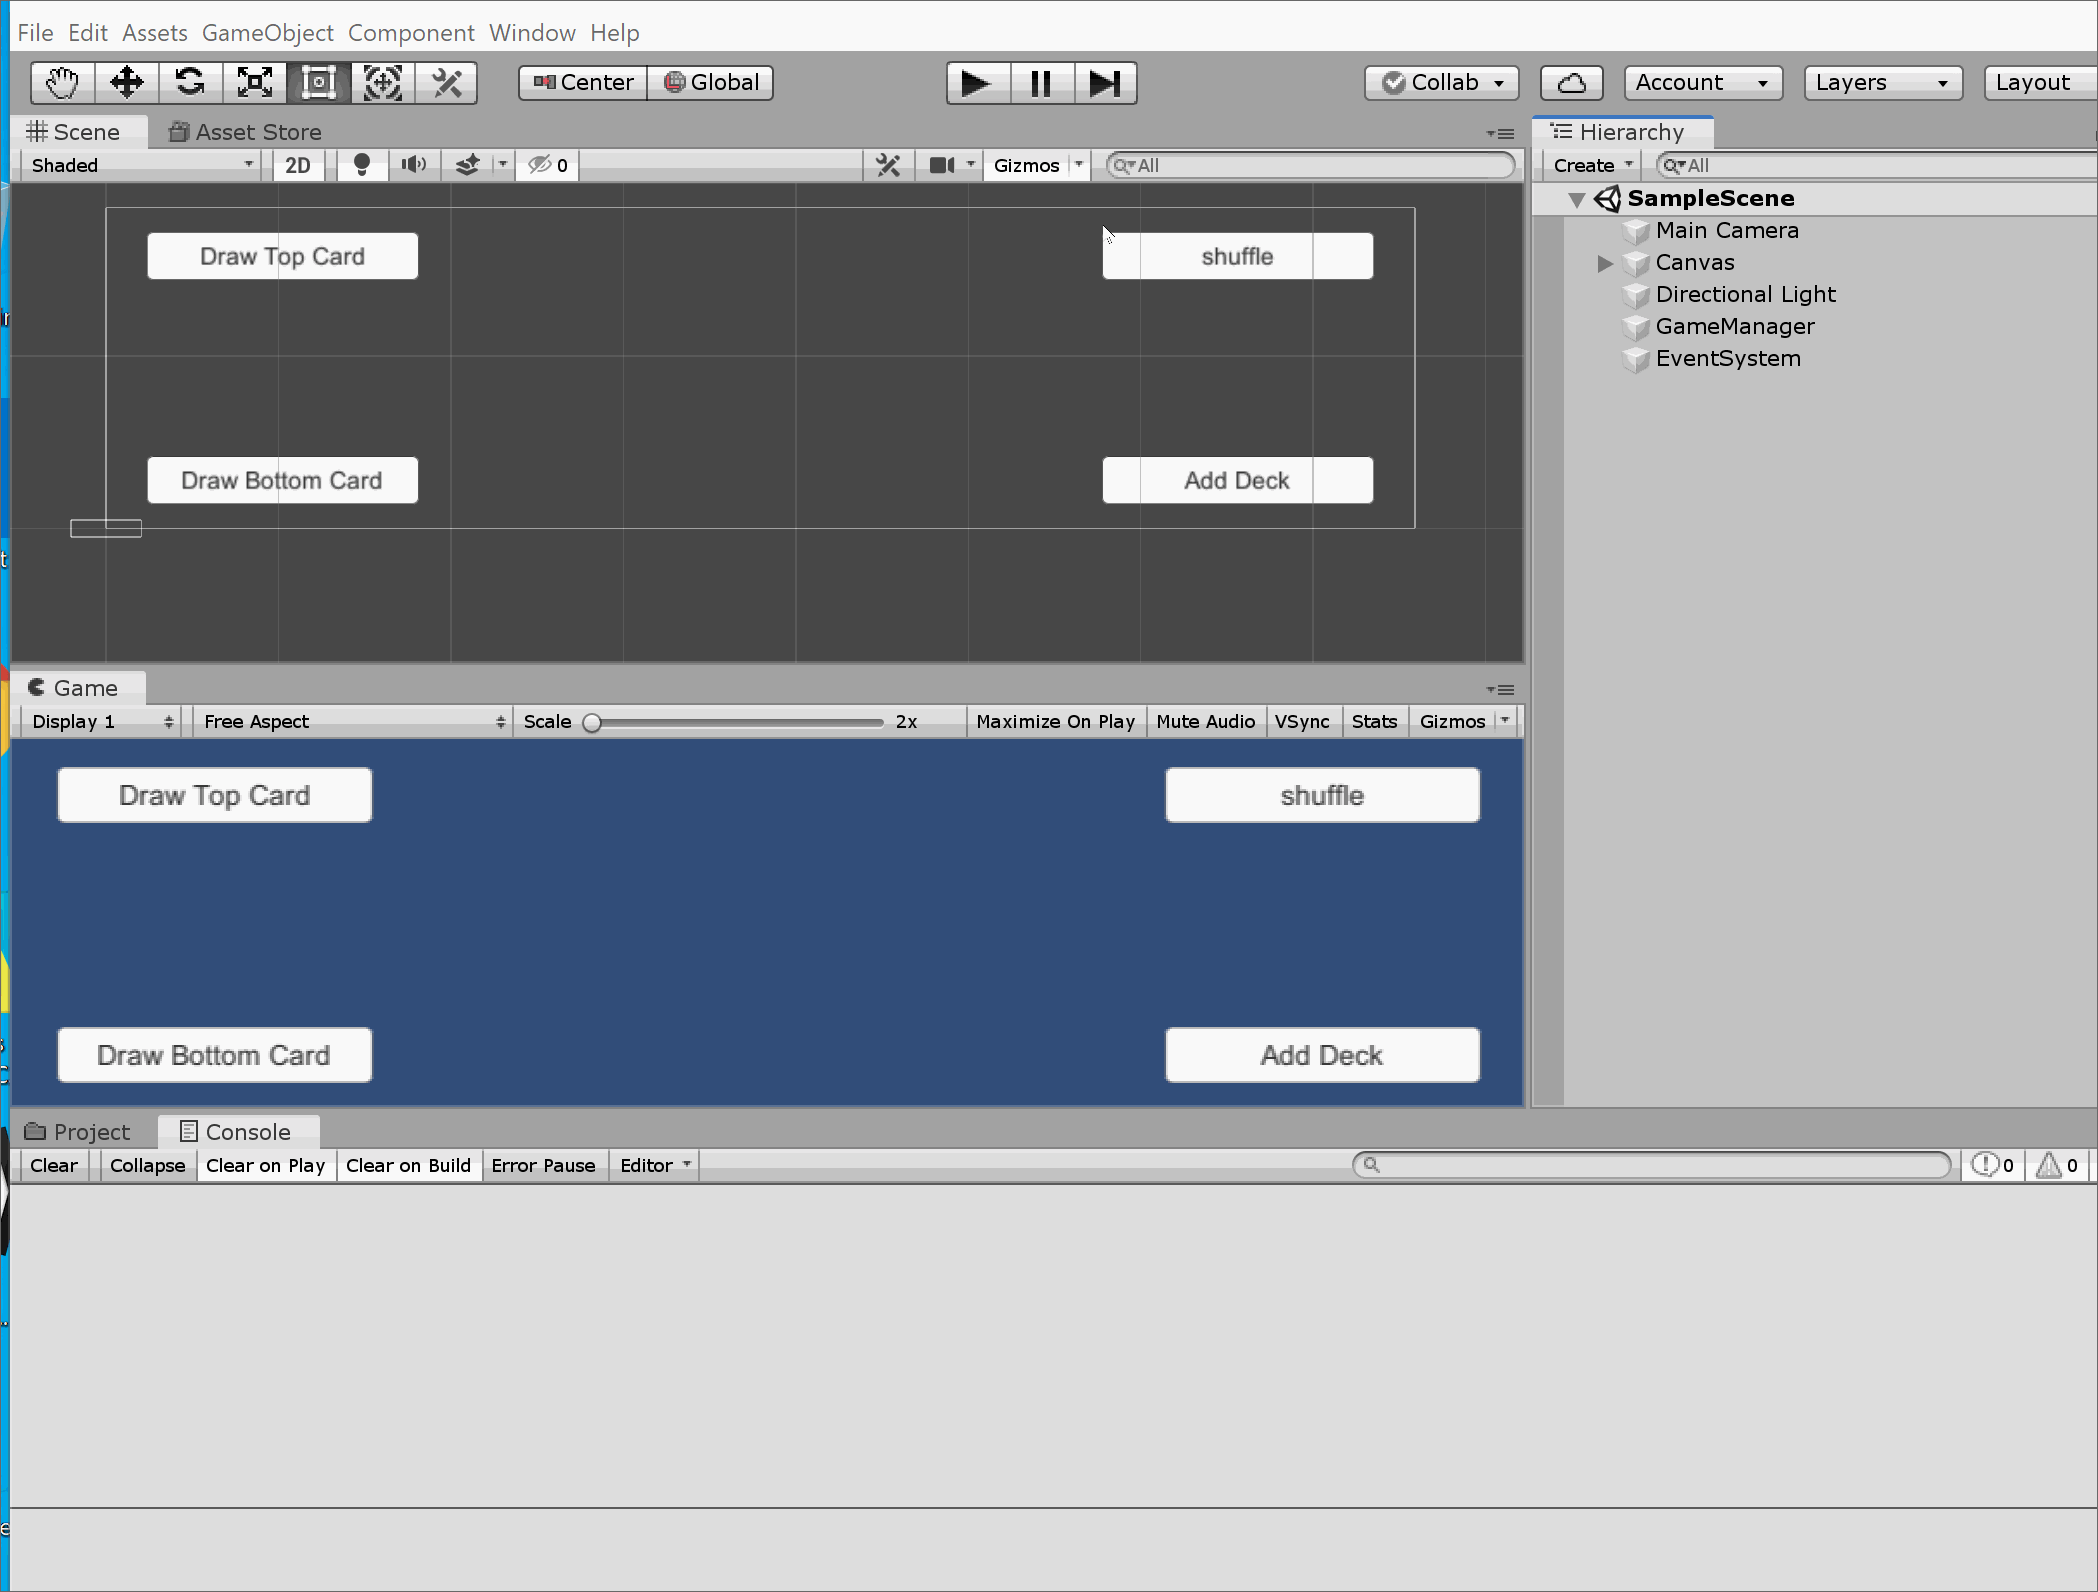 File Edit Assets GameObject Component Window Help
Center Global Collab Account Layers Layout
Scene Asset Store Hierarchy
Shaded 2D 0 Gizmos All Create All
SampleScene
Main Camera
Canvas
Directional Light
GameManager
EventSystem
Draw Top Card shuffle
Draw Bottom Card Add Deck
Game
Display 1 Free Aspect Scale 2x Maximize On Play Mute Audio VSync Stats Gizmos
Draw Top Card shuffle
Draw Bottom Card Add Deck
Project Console
Clear Collapse Clear on Play Clear on Build Error Pause Editor 0 0